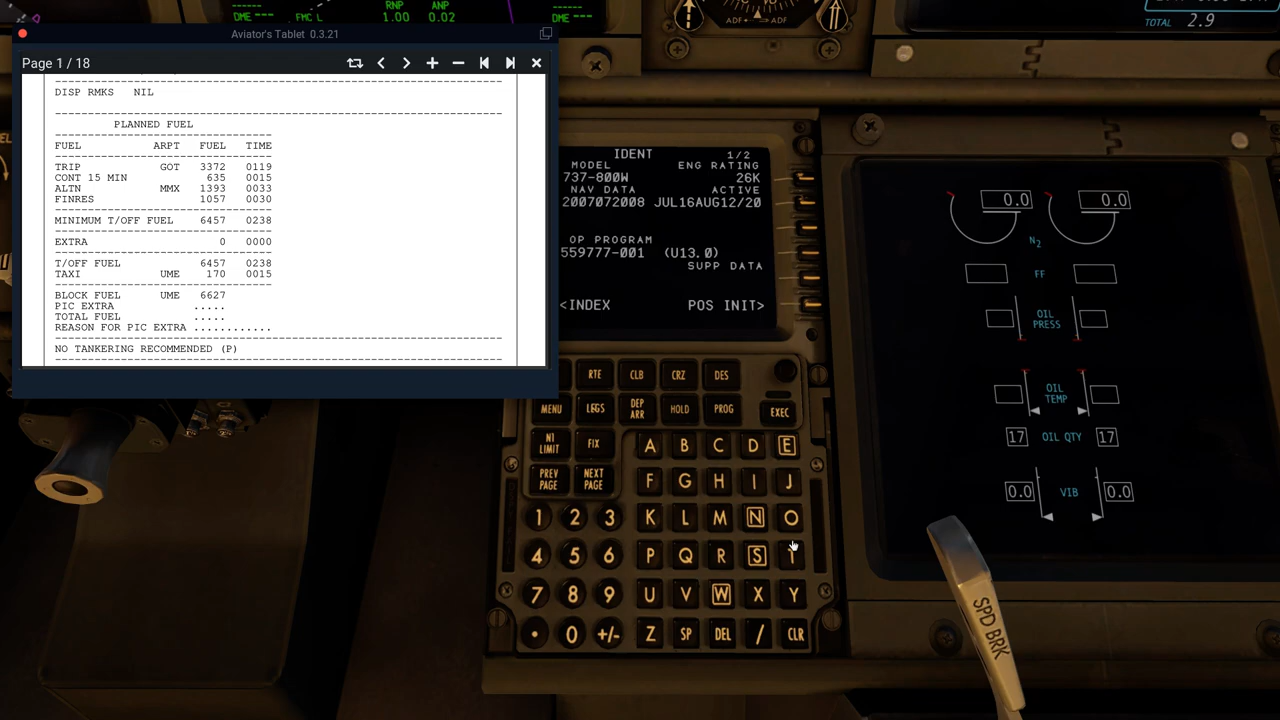 DME
FMC L
RNP
1.00
ANP
0.02
DME
ADF
ADF
TOTAL 2.9
Aviator's Tablet 0.3.21
Page 1 / 18
DISP RMKS NIL
PLANNED FUEL
FUEL ARPT FUEL TIME
TRIP GOT 3372 0119
CONT 15 MIN 635 0015
ALTN MMX 1393 0033
FINRES 1057 0030
MINIMUM T/OFF FUEL 6457 0238
EXTRA 0 0000
T/OFF FUEL 6457 0238
TAXI UME 170 0015
BLOCK FUEL UME 6627
PIC EXTRA .....
TOTAL FUEL .....
REASON FOR PIC EXTRA ............
NO TANKERING RECOMMENDED (P)
IDENT 1/2
MODEL ENG RATING
737-800W 26K
NAV DATA ACTIVE
2007072008 JUL16AUG12/20
OP PROGRAM
559777-001 (U13.0)
SUPP DATA
<INDEX POS INIT>
RTE CLB CRZ DES
MENU LEGS DEP ARR HOLD PROG EXEC
N1 LIMIT FIX
PREV PAGE NEXT PAGE
A B C D E
F G H I J
1 2 3 K L M N O
4 5 6 P Q R S T
7 8 9 U V W X Y
. 0 +/- Z SP DEL / CLR
0.0 0.0
N2
FF
OIL PRESS
OIL TEMP
17 OIL QTY 17
0.0 VIB 0.0
SPD BRK